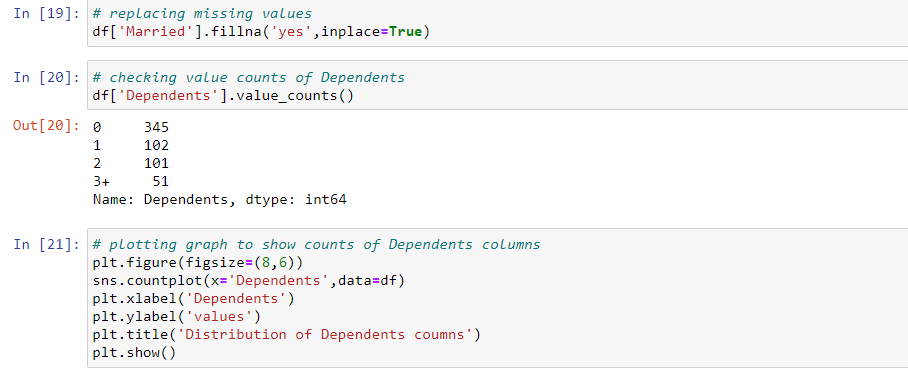 In [19]: # replacing missing values
df['Married'].fillna('yes',inplace=True)
In [20]: # checking value counts of Dependents
df['Dependents'].value_counts()
Out[20]: 0     345
1     102
2     101
3+     51
Name: Dependents, dtype: int64
In [21]: # plotting graph to show counts of Dependents columns
plt.figure(figsize=(8,6))
sns.countplot(x='Dependents',data=df)
plt.xlabel('Dependents')
plt.ylabel('values')
plt.title('Distribution of Dependents coumns')
plt.show()